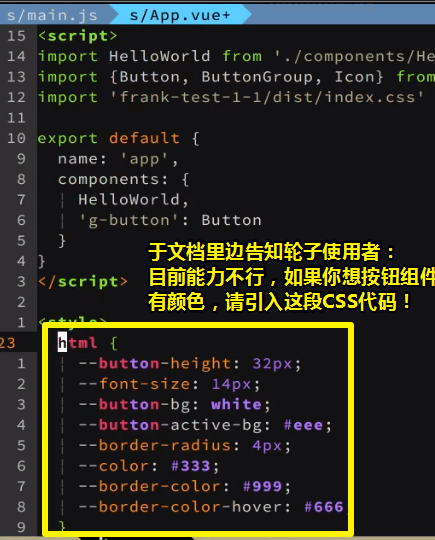 s/main.js  s/App.vue+
15 <script>
14 import HelloWorld from './components/He
13 import {Button, ButtonGroup, Icon} from
12 import 'frank-test-1-1/dist/index.css'
11
10 export default {
9   name: 'app',
8   components: {
7     HelloWorld,
6     'g-button': Button
5   }
4 }
3 </script>
2
1 <style>
23   html {
1     --button-height: 32px;
2     --font-size: 14px;
3     --button-bg: white;
4     --button-active-bg: #eee;
5     --border-radius: 4px;
6     --color: #333;
7     --border-color: #999;
8     --border-color-hover: #666
9   }
于文档里边告知轮子使用者：
目前能力不行，如果你想按钮组件
有颜色，请引入这段CSS代码！